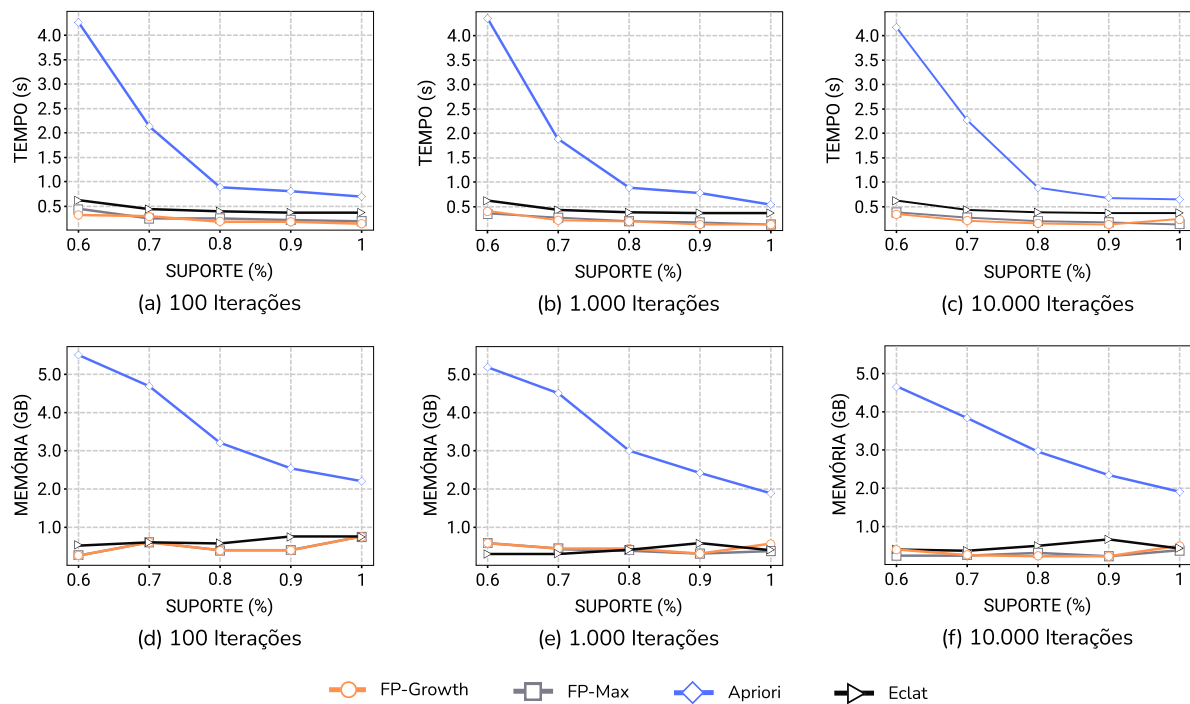 TEMPO (s)
4.0
3.5
3.0
2.5
2.0
1.5
1.0
0.5
0.6 0.7 0.8 0.9 1
SUPORTE (%)
(a) 100 Iterações
TEMPO (s)
4.0
3.5
3.0
2.5
2.0
1.5
1.0
0.5
0.6 0.7 0.8 0.9 1
SUPORTE (%)
(b) 1.000 Iterações
TEMPO (s)
4.0
3.5
3.0
2.5
2.0
1.5
1.0
0.5
0.6 0.7 0.8 0.9 1
SUPORTE (%)
(c) 10.000 Iterações
MEMÓRIA (GB)
5.0
4.0
3.0
2.0
1.0
0.6 0.7 0.8 0.9 1
SUPORTE (%)
(d) 100 Iterações
MEMÓRIA (GB)
5.0
4.0
3.0
2.0
1.0
0.6 0.7 0.8 0.9 1
SUPORTE (%)
(e) 1.000 Iterações
MEMÓRIA (GB)
5.0
4.0
3.0
2.0
1.0
0.6 0.7 0.8 0.9 1
SUPORTE (%)
(f) 10.000 Iterações
FP-Growth FP-Max Apriori Eclat